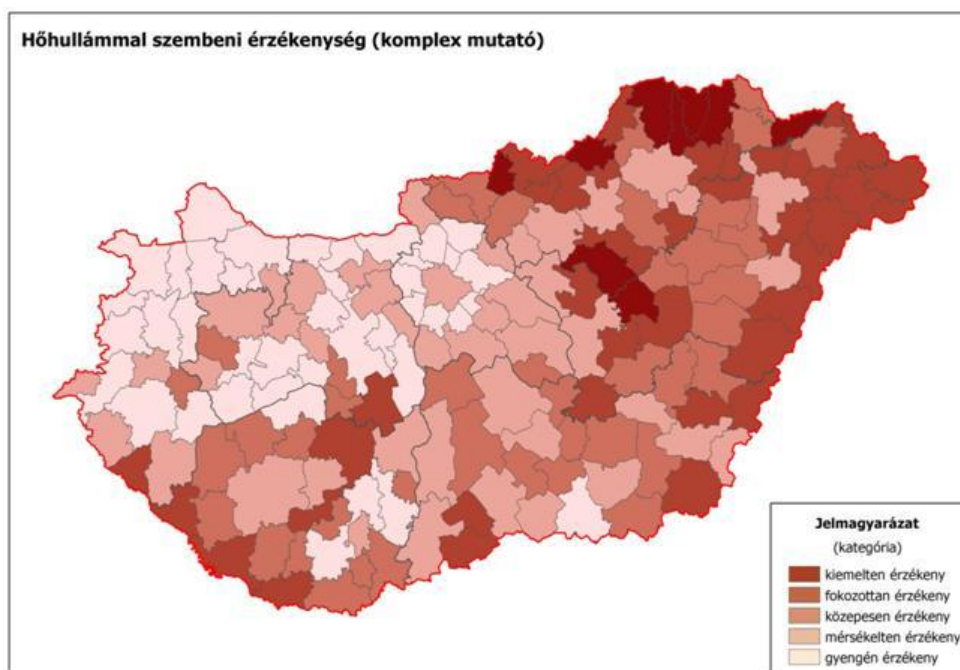 Hőhullámmal szembeni érzékenység (komplex mutató)
Jelmagyarázat
(kategória)
kiemelten érzékeny
fokozottan érzékeny
közepesen érzékeny
mérsékelten érzékeny
gyengén érzékeny